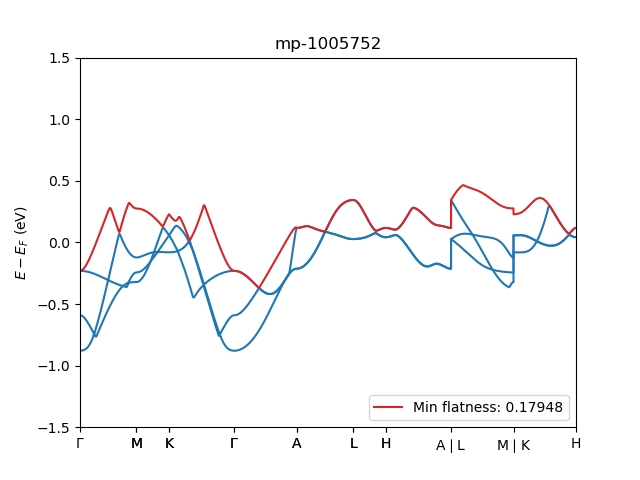 mp-1005752
1.5
1.0
0.5
0.0
−0.5
−1.0
−1.5
E − E_F (eV)
Min flatness: 0.17948
Γ M K Γ A L H A | L M | K H